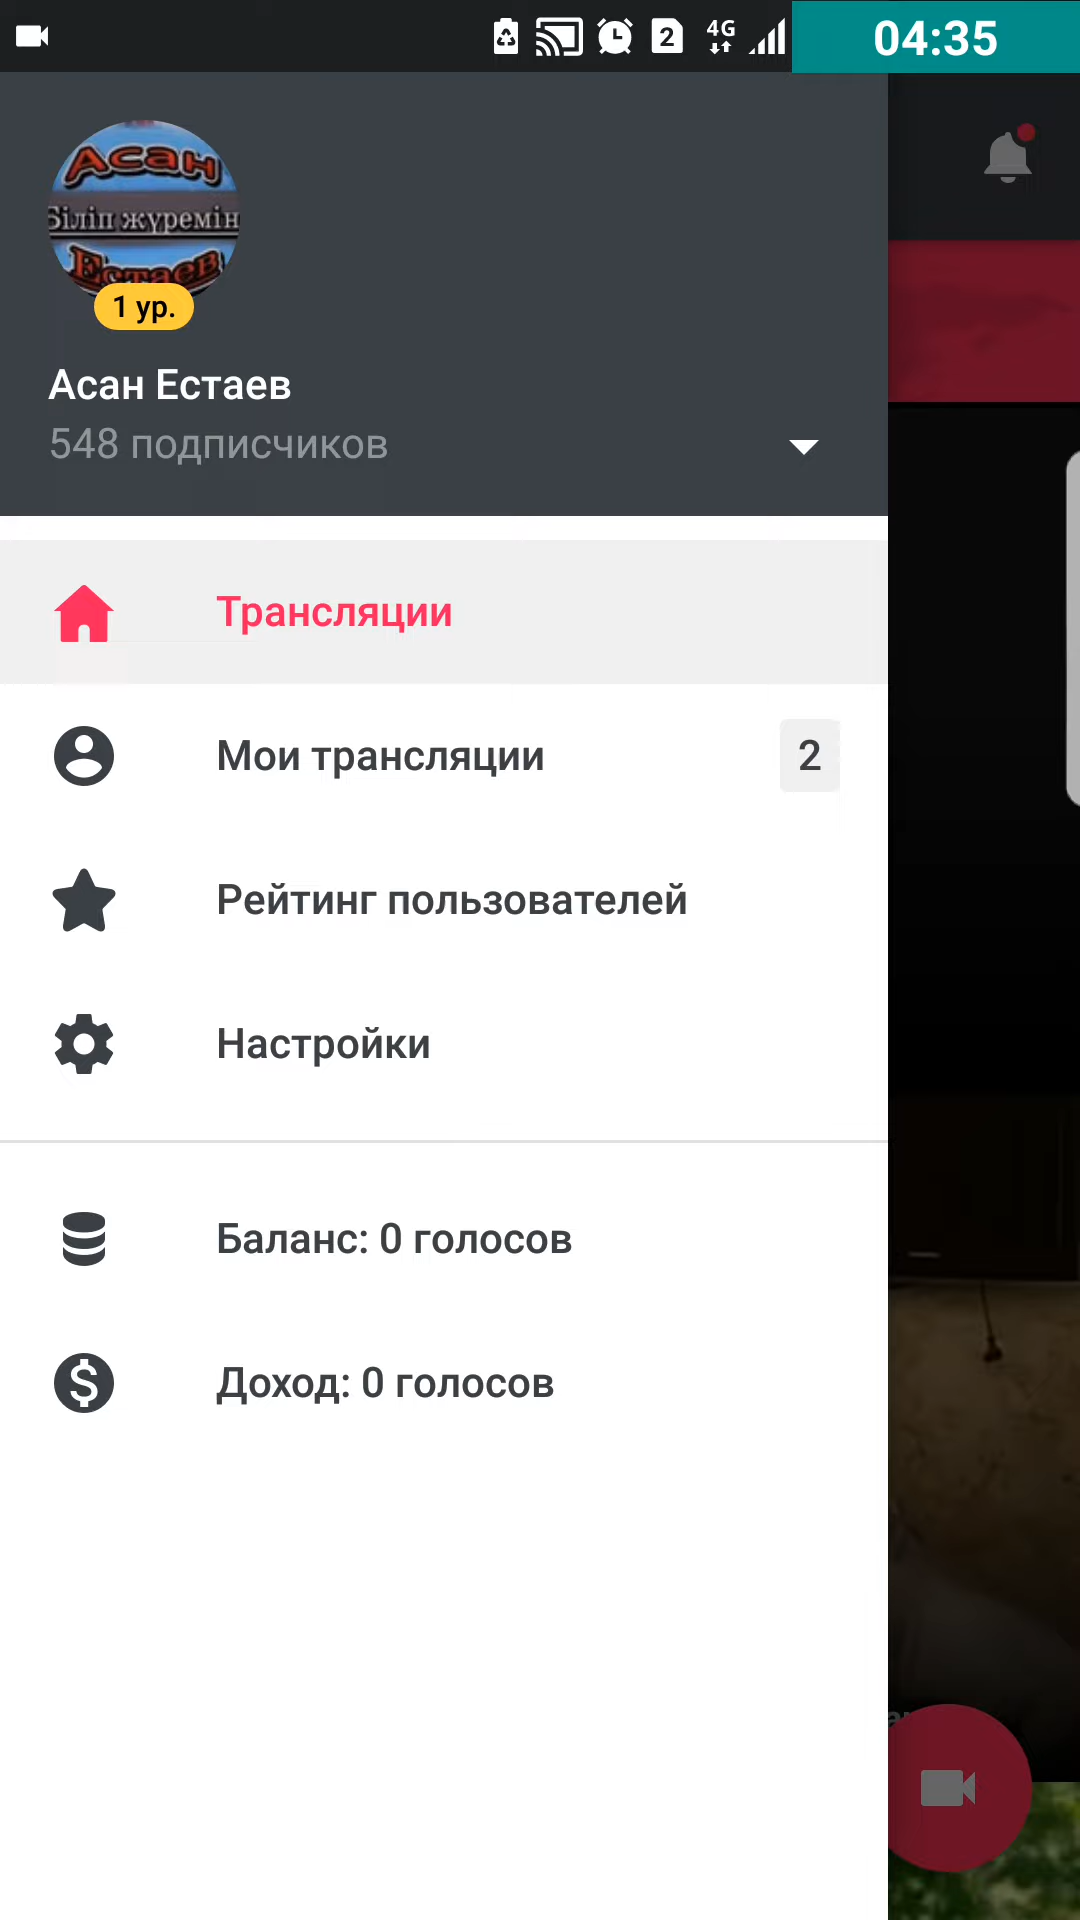 2
4G
04:35
Асан
Біліп жүремін
Естаев
1 ур.
Асан Естаев
548 подписчиков
Трансляции
Мои трансляции
2
Рейтинг пользователей
Настройки
Баланс: 0 голосов
Доход: 0 голосов